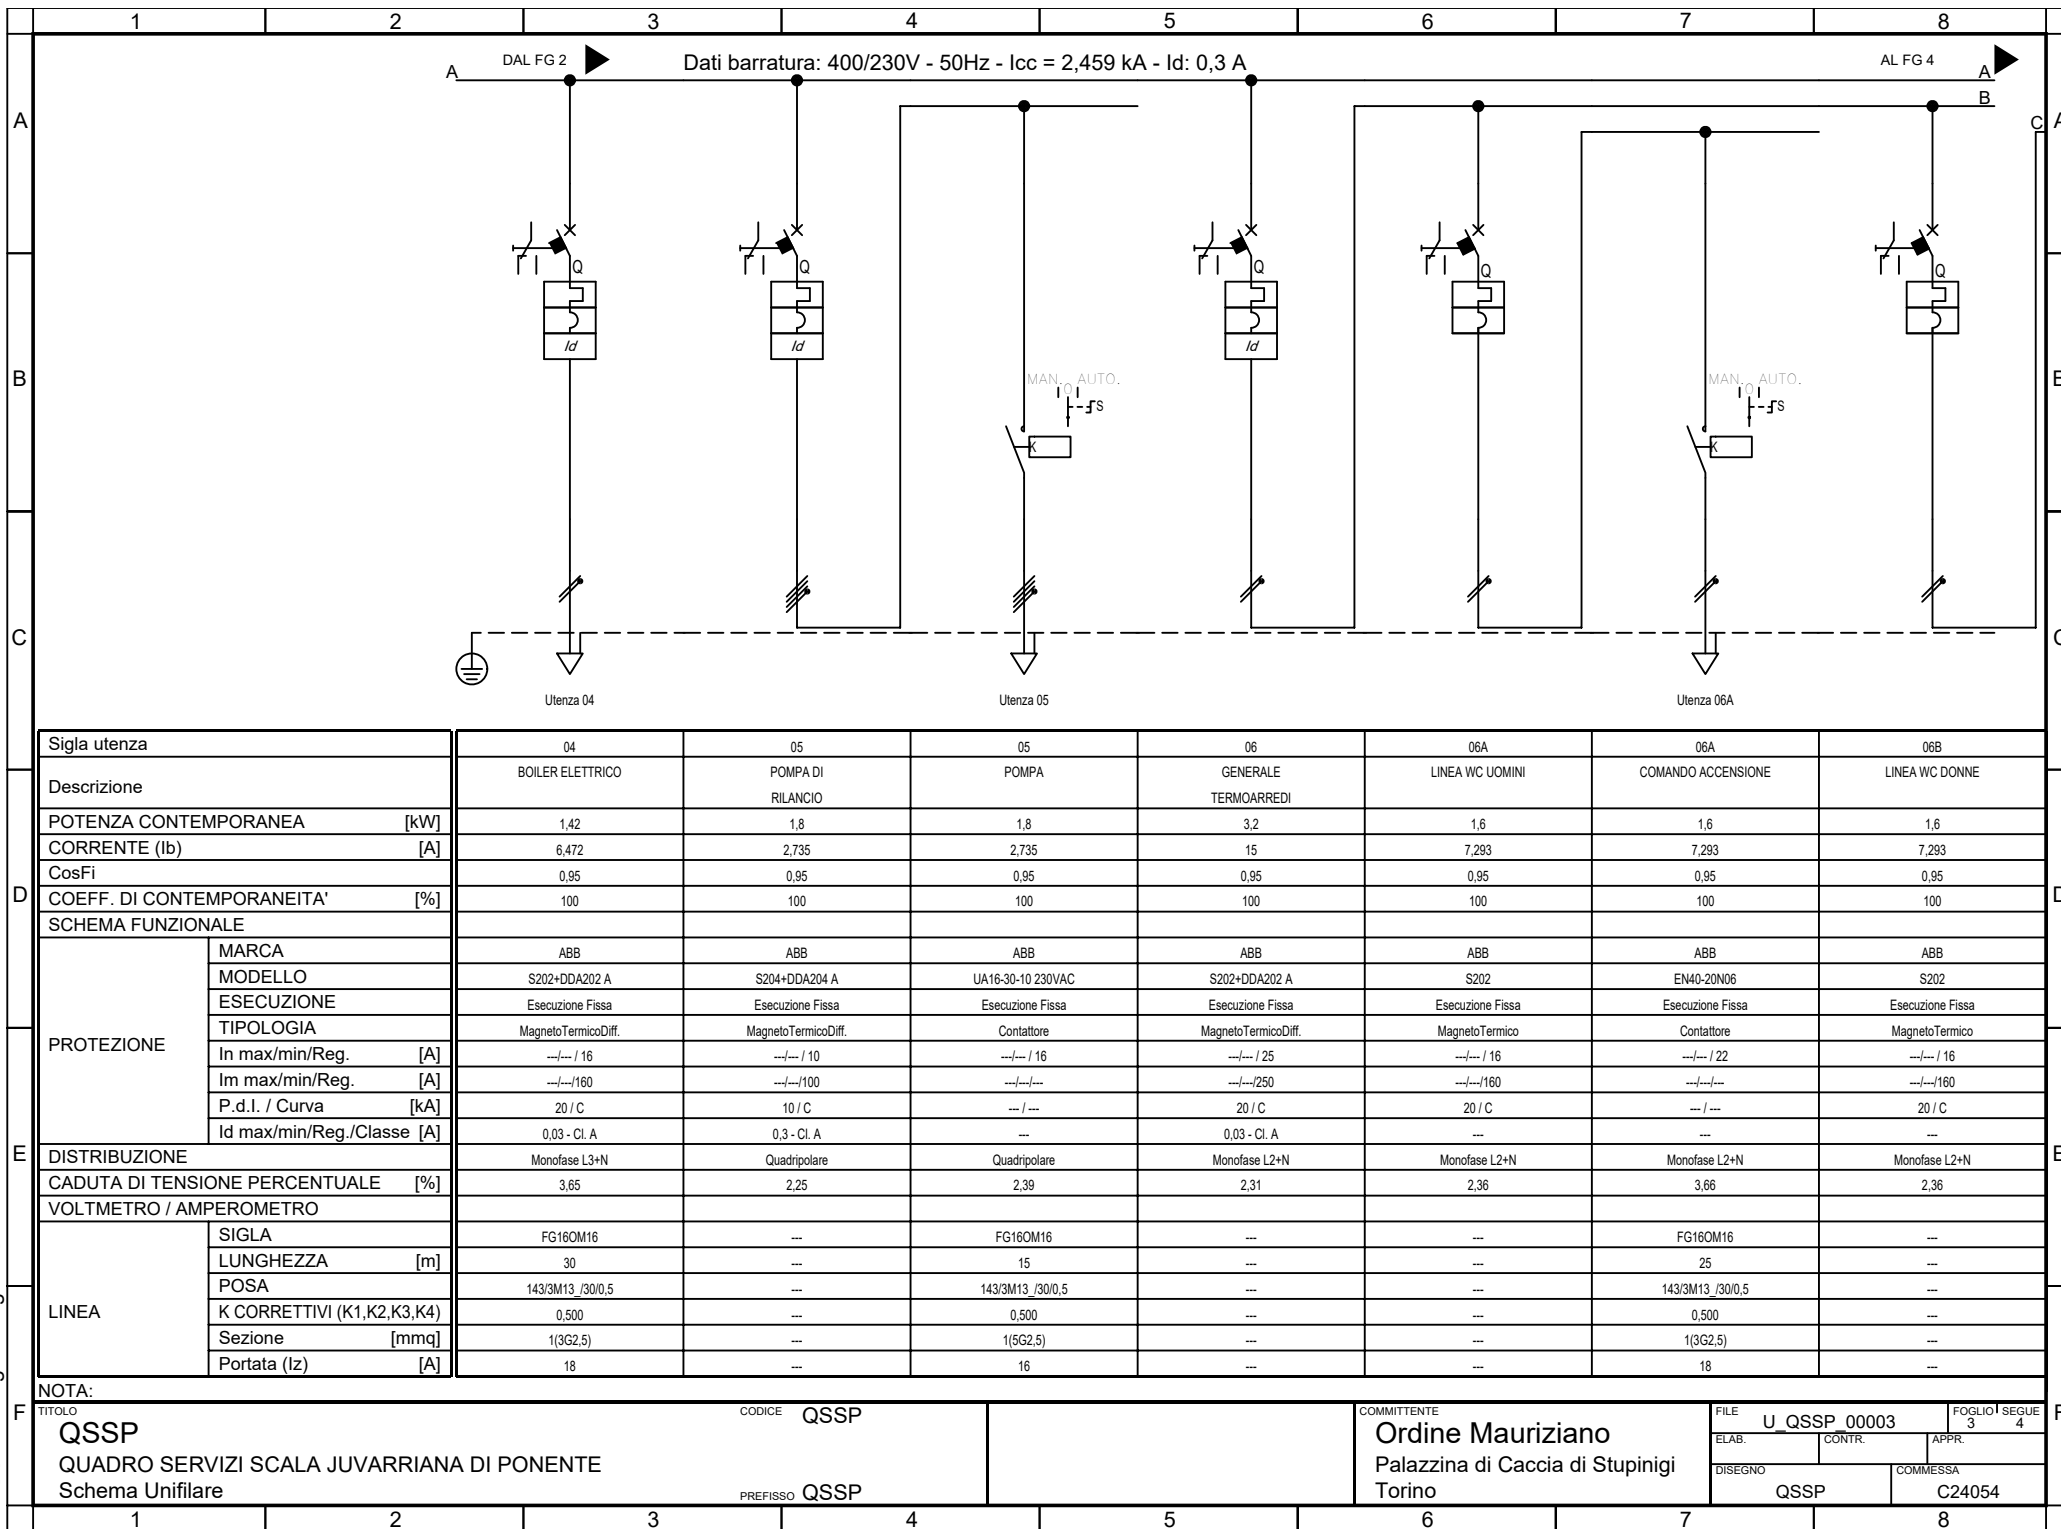 1 2 3 4 5 6 7 8
DAL FG 2
Dati barratura: 400/230V - 50Hz - Icc = 2,459 kA - Id: 0,3 A
AL FG 4
A A
B
C
A A
Q Q Q Q Q
Id Id Id
B
MAN. O AUTO. MAN. O AUTO.
S S
K K
C
Utenza 04 Utenza 05 Utenza 06A
Sigla utenza 04 05 05 06 06A 06A 06B
Descrizione BOILER ELETTRICO POMPA DI RILANCIO POMPA GENERALE TERMOARREDI LINEA WC UOMINI COMANDO ACCENSIONE LINEA WC DONNE
POTENZA CONTEMPORANEA [kW] 1,42 1,8 1,8 3,2 1,6 1,6 1,6
CORRENTE (Ib) [A] 6,472 2,735 2,735 15 7,293 7,293 7,293
CosFi 0,95 0,95 0,95 0,95 0,95 0,95 0,95
D
COEFF. DI CONTEMPORANEITA' [%] 100 100 100 100 100 100 100
SCHEMA FUNZIONALE
PROTEZIONE
MARCA ABB ABB ABB ABB ABB ABB ABB
MODELLO S202+DDA202 A S204+DDA204 A UA16-30-10 230VAC S202+DDA202 A S202 EN40-20N06 S202
ESECUZIONE Esecuzione Fissa Esecuzione Fissa Esecuzione Fissa Esecuzione Fissa Esecuzione Fissa Esecuzione Fissa Esecuzione Fissa
TIPOLOGIA MagnetoTermicoDiff. MagnetoTermicoDiff. Contattore MagnetoTermicoDiff. MagnetoTermico Contattore MagnetoTermico
In max/min/Reg. [A] ---/--- / 16 ---/--- / 10 ---/--- / 16 ---/--- / 25 ---/--- / 16 ---/--- / 22 ---/--- / 16
Im max/min/Reg. [A] ---/---/160 ---/---/100 ---/---/--- ---/---/250 ---/---/160 ---/---/--- ---/---/160
P.d.I. / Curva [kA] 20 / C 10 / C --- / --- 20 / C 20 / C --- / --- 20 / C
Id max/min/Reg./Classe [A] 0,03 - Cl. A 0,3 - Cl. A --- 0,03 - Cl. A --- --- ---
E
DISTRIBUZIONE Monofase L3+N Quadripolare Quadripolare Monofase L2+N Monofase L2+N Monofase L2+N Monofase L2+N
CADUTA DI TENSIONE PERCENTUALE [%] 3,65 2,25 2,39 2,31 2,36 3,66 2,36
VOLTMETRO / AMPEROMETRO
LINEA
SIGLA FG16OM16 --- FG16OM16 --- --- FG16OM16 ---
LUNGHEZZA [m] 30 --- 15 --- --- 25 ---
POSA 143/3M13_/30/0,5 --- 143/3M13_/30/0,5 --- --- 143/3M13_/30/0,5 ---
K CORRETTIVI (K1,K2,K3,K4) 0,500 --- 0,500 --- --- 0,500 ---
Sezione [mmq] 1(3G2,5) --- 1(5G2,5) --- --- 1(3G2,5) ---
Portata (Iz) [A] 18 --- 16 --- --- 18 ---
NOTA:
F
TITOLO
QSSP
QUADRO SERVIZI SCALA JUVARRIANA DI PONENTE
Schema Unifilare
CODICE QSSP
PREFISSO QSSP
COMMITTENTE
Ordine Mauriziano
Palazzina di Caccia di Stupinigi
Torino
FILE U_QSSP_00003
FOGLIO 3 SEGUE 4
ELAB. CONTR. APPR.
DISEGNO QSSP
COMMESSA C24054
1 2 3 4 5 6 7 8